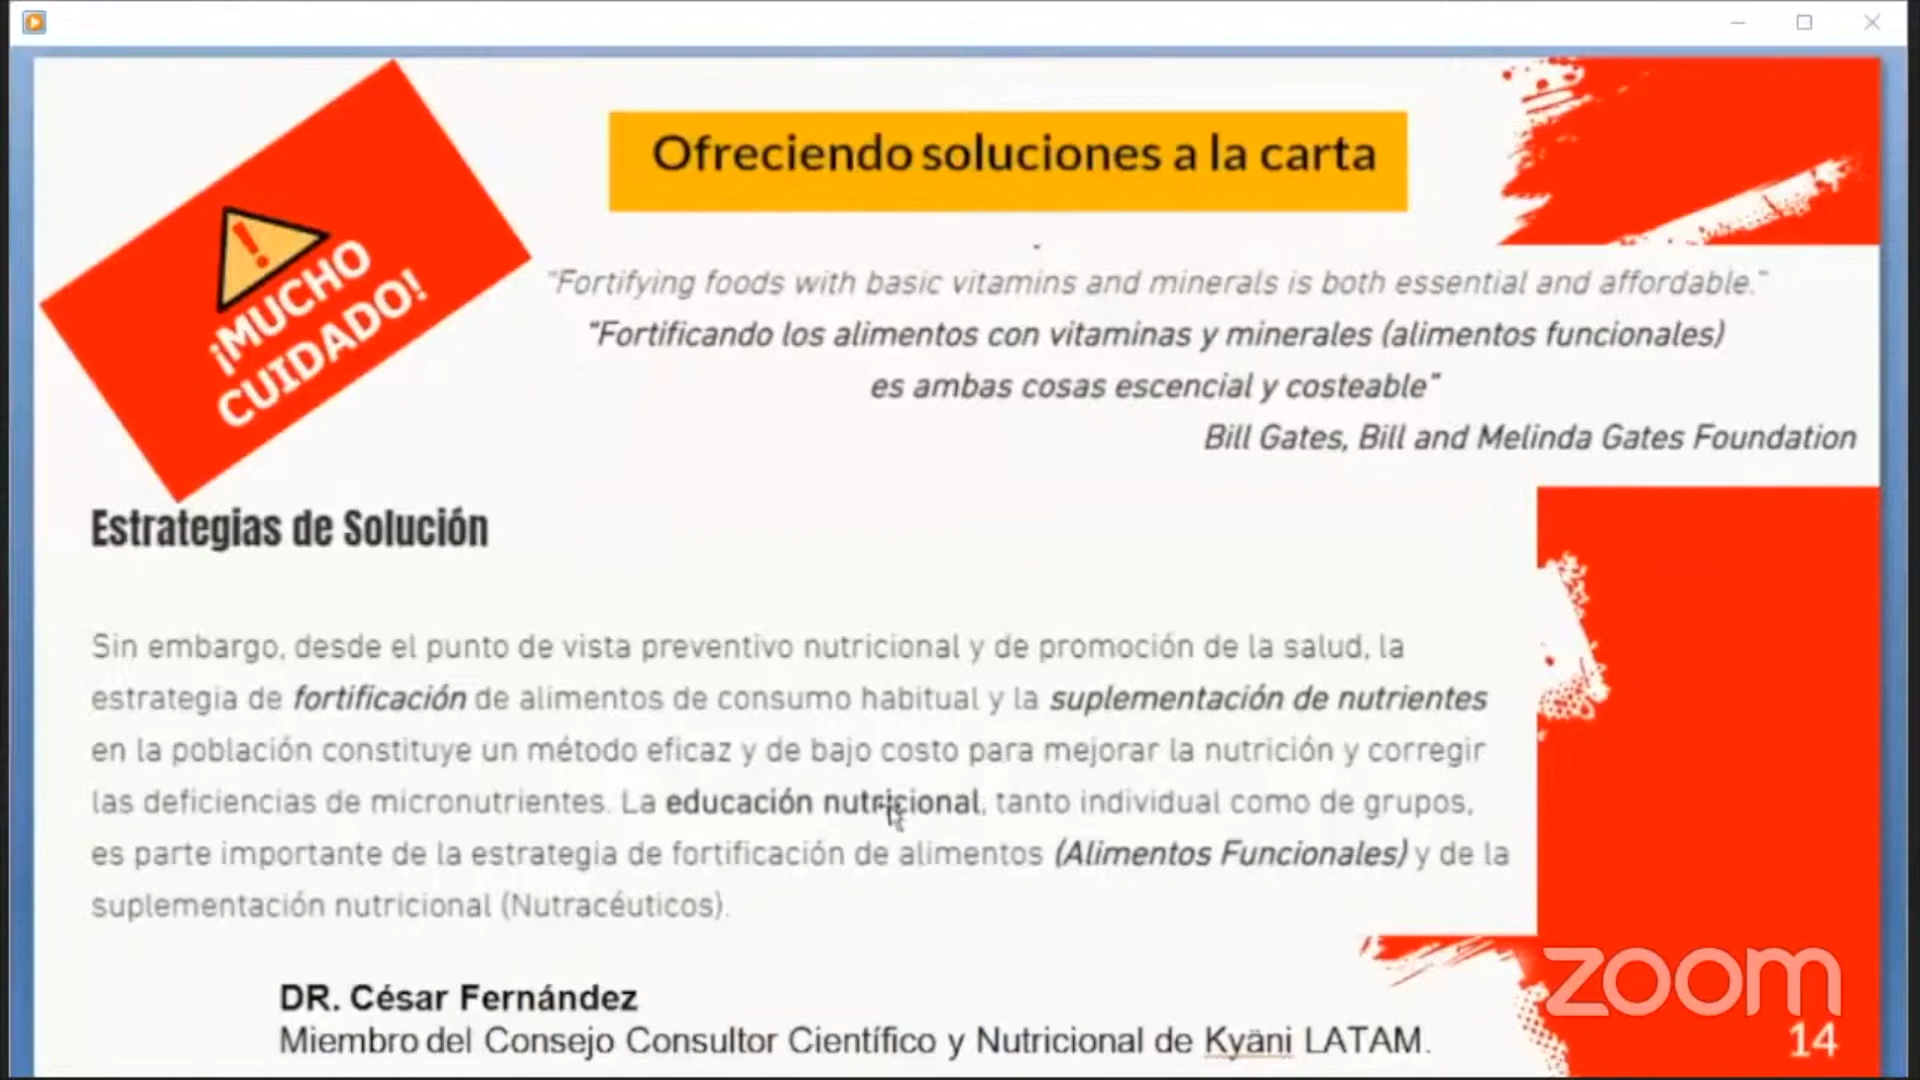 ¡MUCHO
CUIDADO!
Ofreciendo soluciones a la carta
"Fortifying foods with basic vitamins and minerals is both essential and affordable."
"Fortificando los alimentos con vitaminas y minerales (alimentos funcionales)
es ambas cosas escencial y costeable"
Bill Gates, Bill and Melinda Gates Foundation
Estrategias de Solución
Sin embargo, desde el punto de vista preventivo nutricional y de promoción de la salud, la
estrategia de fortificación de alimentos de consumo habitual y la suplementación de nutrientes
en la población constituye un método eficaz y de bajo costo para mejorar la nutrición y corregir
las deficiencias de micronutrientes. La educación nutricional, tanto individual como de grupos,
es parte importante de la estrategia de fortificación de alimentos (Alimentos Funcionales) y de la
suplementación nutricional (Nutracéuticos).
DR. César Fernández
Miembro del Consejo Consultor Científico y Nutricional de Kyäni LATAM.
zoom
14